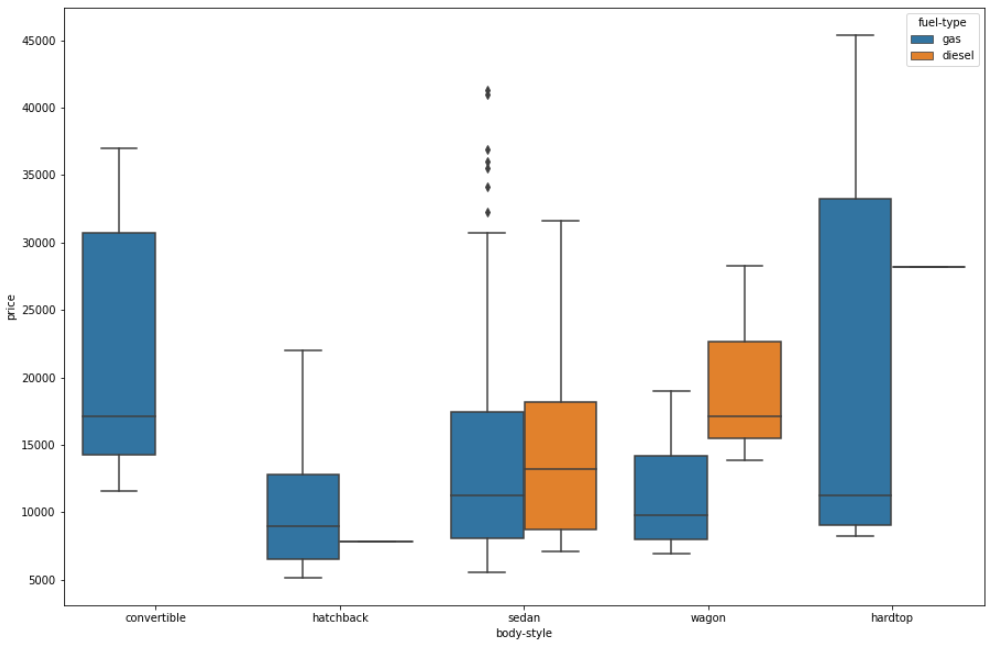 fuel-type
gas
diesel
45000
40000
35000
30000
25000
20000
15000
10000
5000
price
convertible hatchback sedan wagon hardtop
body-style